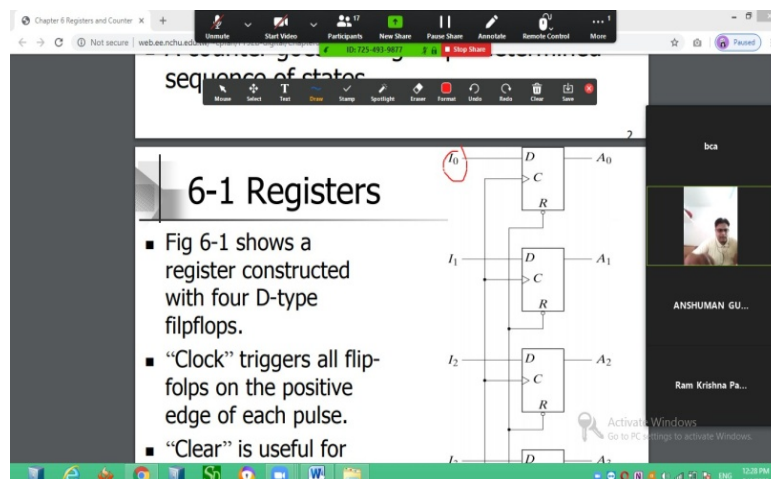 Chapter 6 Registers and Counter
Unmute
Start Video
17
Participants
New Share
Pause Share
Annotate
Remote Control
1
More
Not secure
web.ee.nchu.edu.tw/
ID: 725-493-9877
Stop Share
Paused
sequence of states
Mouse
Select
T
Text
Draw
Stamp
Spotlight
Eraser
Format
Undo
Redo
Clear
Save
2
6-1 Registers
I0 D A0
C
R
■ Fig 6-1 shows a
register constructed
with four D-type
filpflops.
I1 D A1
C
R
■ “Clock” triggers all flip-
folps on the positive
edge of each pulse.
I2 D A2
C
R
■ “Clear” is useful for
D
bca
ANSHUMAN GU...
Ram Krishna Pa...
Activate Windows
Go to PC settings to activate Windows.
ENG
12:28 PM